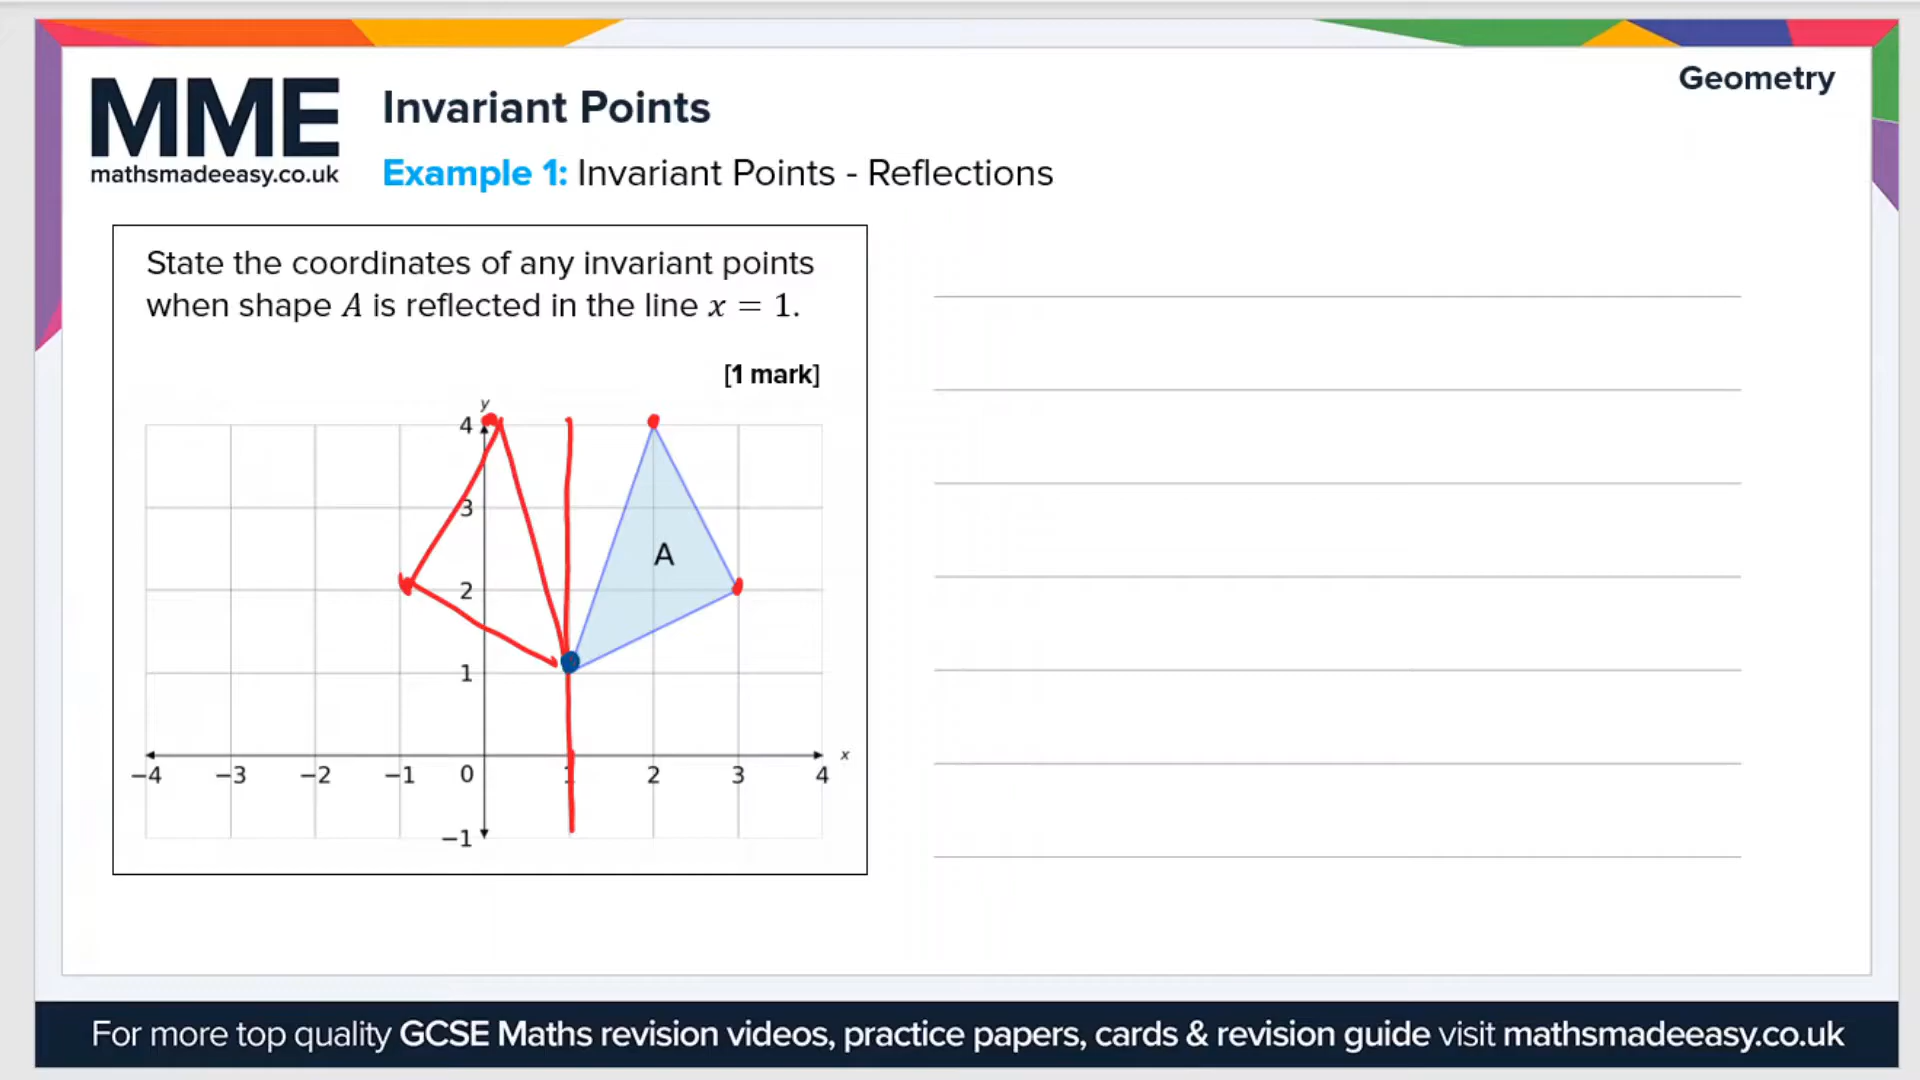 Geometry
MME
mathsmadeeasy.co.uk
Invariant Points
Example 1: Invariant Points - Reflections
State the coordinates of any invariant points
when shape A is reflected in the line x = 1.
[1 mark]
y
4
3
A
2
1
x
−4 −3 −2 −1 0 1 2 3 4
−1
For more top quality GCSE Maths revision videos, practice papers, cards & revision guide visit mathsmadeeasy.co.uk